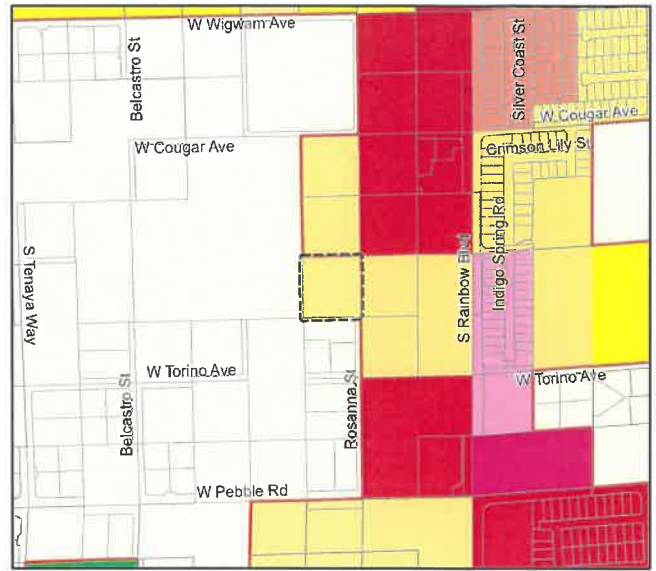 W Wigwam Ave
Belcastro St
Silver Coast St
W Cougar Ave
W Cougar Ave
Crimson Lily St
S Tenaya Way
S Rainbow Blvd
Indigo Spring Rd
W Torino Ave
W Torino Ave
Belcastro St
Rosanna St
W Pebble Rd